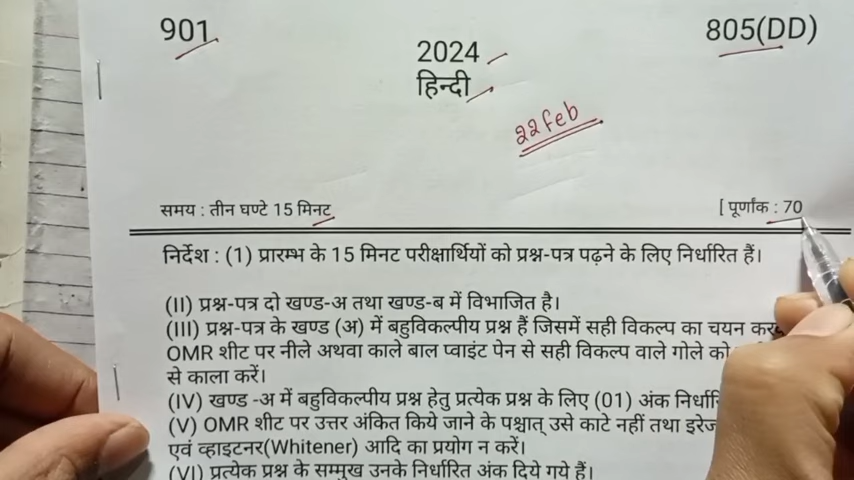 901
805(DD)
2024
हिन्दी
22 feb
समय : तीन घण्टे 15 मिनट
[ पूर्णांक : 70
निर्देश : (1) प्रारम्भ के 15 मिनट परीक्षार्थियों को प्रश्न-पत्र पढ़ने के लिए निर्धारित हैं।
(II) प्रश्न-पत्र दो खण्ड-अ तथा खण्ड-ब में विभाजित है।
(III) प्रश्न-पत्र के खण्ड (अ) में बहुविकल्पीय प्रश्न हैं जिसमें सही विकल्प का चयन
OMR शीट पर नीले अथवा काले बाल प्वाइंट पेन से सही विकल्प वाले गोले को
से काला करें।
(IV) खण्ड -अ में बहुविकल्पीय प्रश्न हेतु प्रत्येक प्रश्न के लिए (01) अंक
(V) OMR शीट पर उत्तर अंकित किये जाने के पश्चात् उसे काटे नहीं तथा
एवं व्हाइटनर(Whitener) आदि का प्रयोग न करें।
(VI) प्रत्येक प्रश्न के सम्मुख उनके निर्धारित अंक दिये गये हैं।